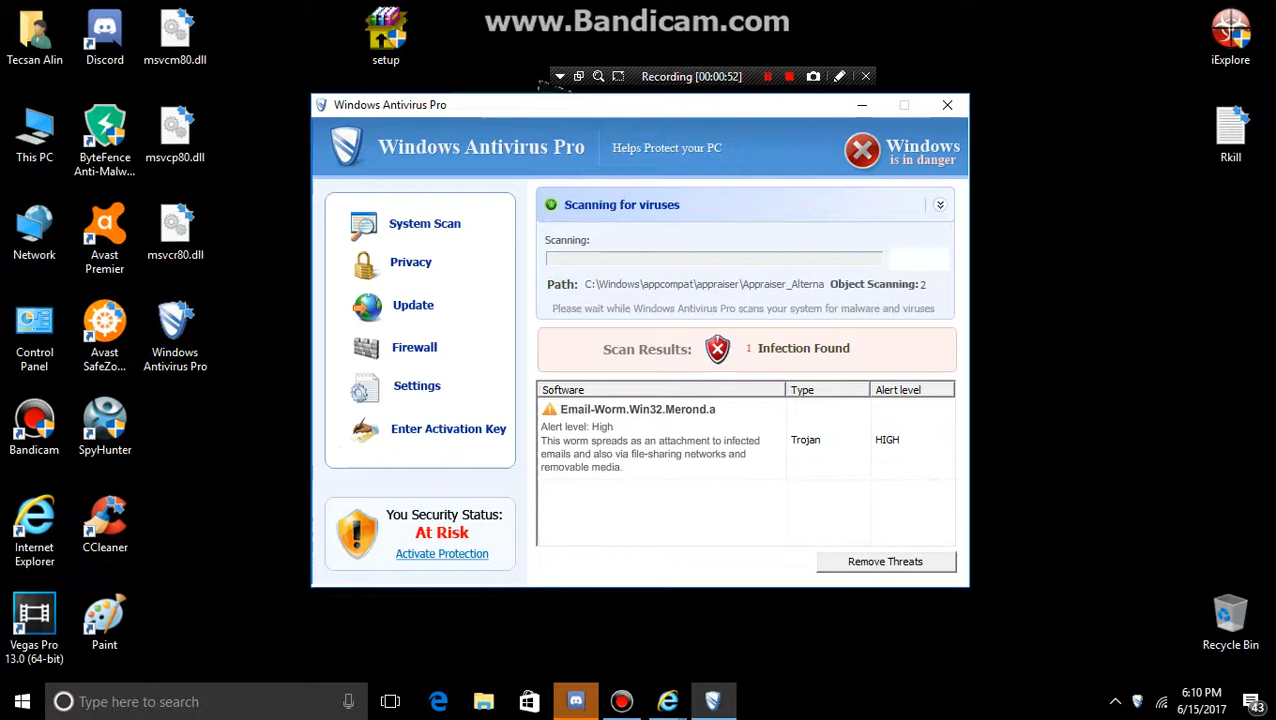 www.Bandicam.com
Tecsan Alin
Discord
msvcm80.dll
setup
iExplore
Recording [00:00:52]
Windows Antivirus Pro
Windows Antivirus Pro
Helps Protect your PC
Windows
is in danger
This PC
ByteFence
Anti-Malw...
msvcp80.dll
Rkill
System Scan
Privacy
Update
Firewall
Settings
Enter Activation Key
Scanning for viruses
Scanning:
Path: C:\Windows\appcompat\appraiser\Appraiser_Alterna Object Scanning: 2
Please wait while Windows Antivirus Pro scans your system for malware and viruses
Network
Avast
Premier
msvcr80.dll
Scan Results: 1 Infection Found
Control
Panel
Avast
SafeZo...
Windows
Antivirus Pro
Software Type Alert level
Email-Worm.Win32.Merond.a
Alert level: High
This worm spreads as an attachment to infected
emails and also via file-sharing networks and
removable media.
Trojan
HIGH
Bandicam
SpyHunter
You Security Status:
At Risk
Activate Protection
Remove Threats
Internet
Explorer
CCleaner
Vegas Pro
13.0 (64-bit)
Paint
Recycle Bin
Type here to search
6:10 PM
6/15/2017
43